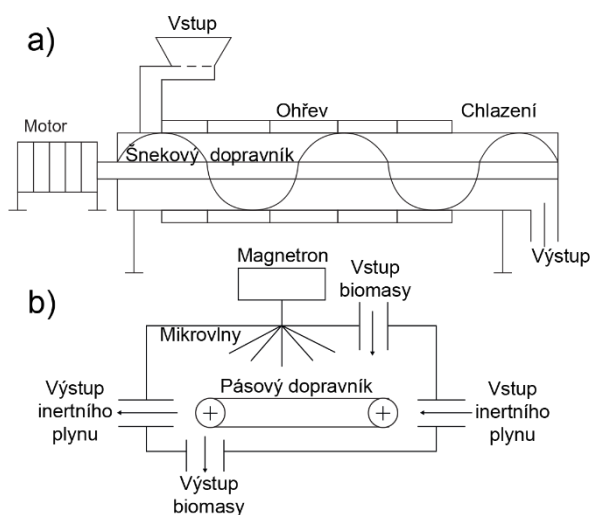 a)
Vstup
Ohřev
Chlazení
Motor
Šnekový dopravník
Výstup
b)
Magnetron
Vstup
biomasy
Mikrovlny
Pásový dopravník
Výstup
inertního
plynu
Vstup
inertního
plynu
Výstup
biomasy